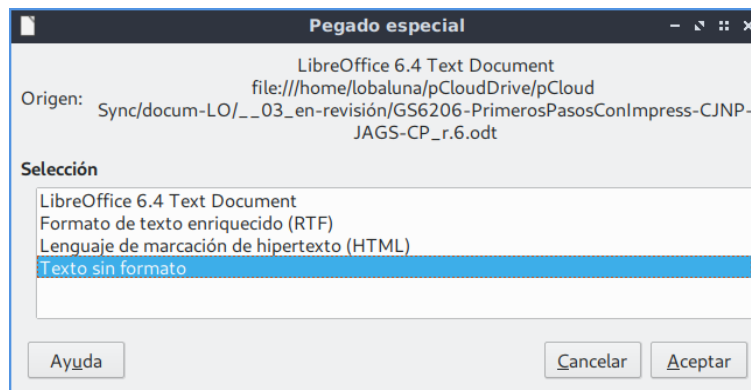 Pegado especial
Origen:
LibreOffice 6.4 Text Document
file:///home/lobaluna/pCloudDrive/pCloud
Sync/docum-LO/__03_en-revisión/GS6206-PrimerosPasosConImpress-CJNP-
JAGS-CP_r.6.odt
Selección
LibreOffice 6.4 Text Document
Formato de texto enriquecido (RTF)
Lenguaje de marcación de hipertexto (HTML)
Texto sin formato
Ayuda
Cancelar
Aceptar